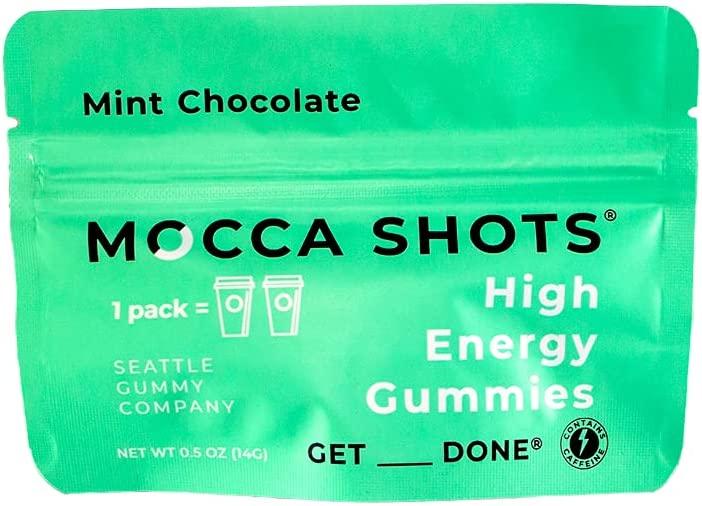 Mint Chocolate
MOCCA SHOTS®
1 pack =
High
Energy
Gummies
SEATTLE
GUMMY
COMPANY
NET WT 0.5 OZ (14G)
GET ___ DONE®
CONTAINS
CAFFEINE